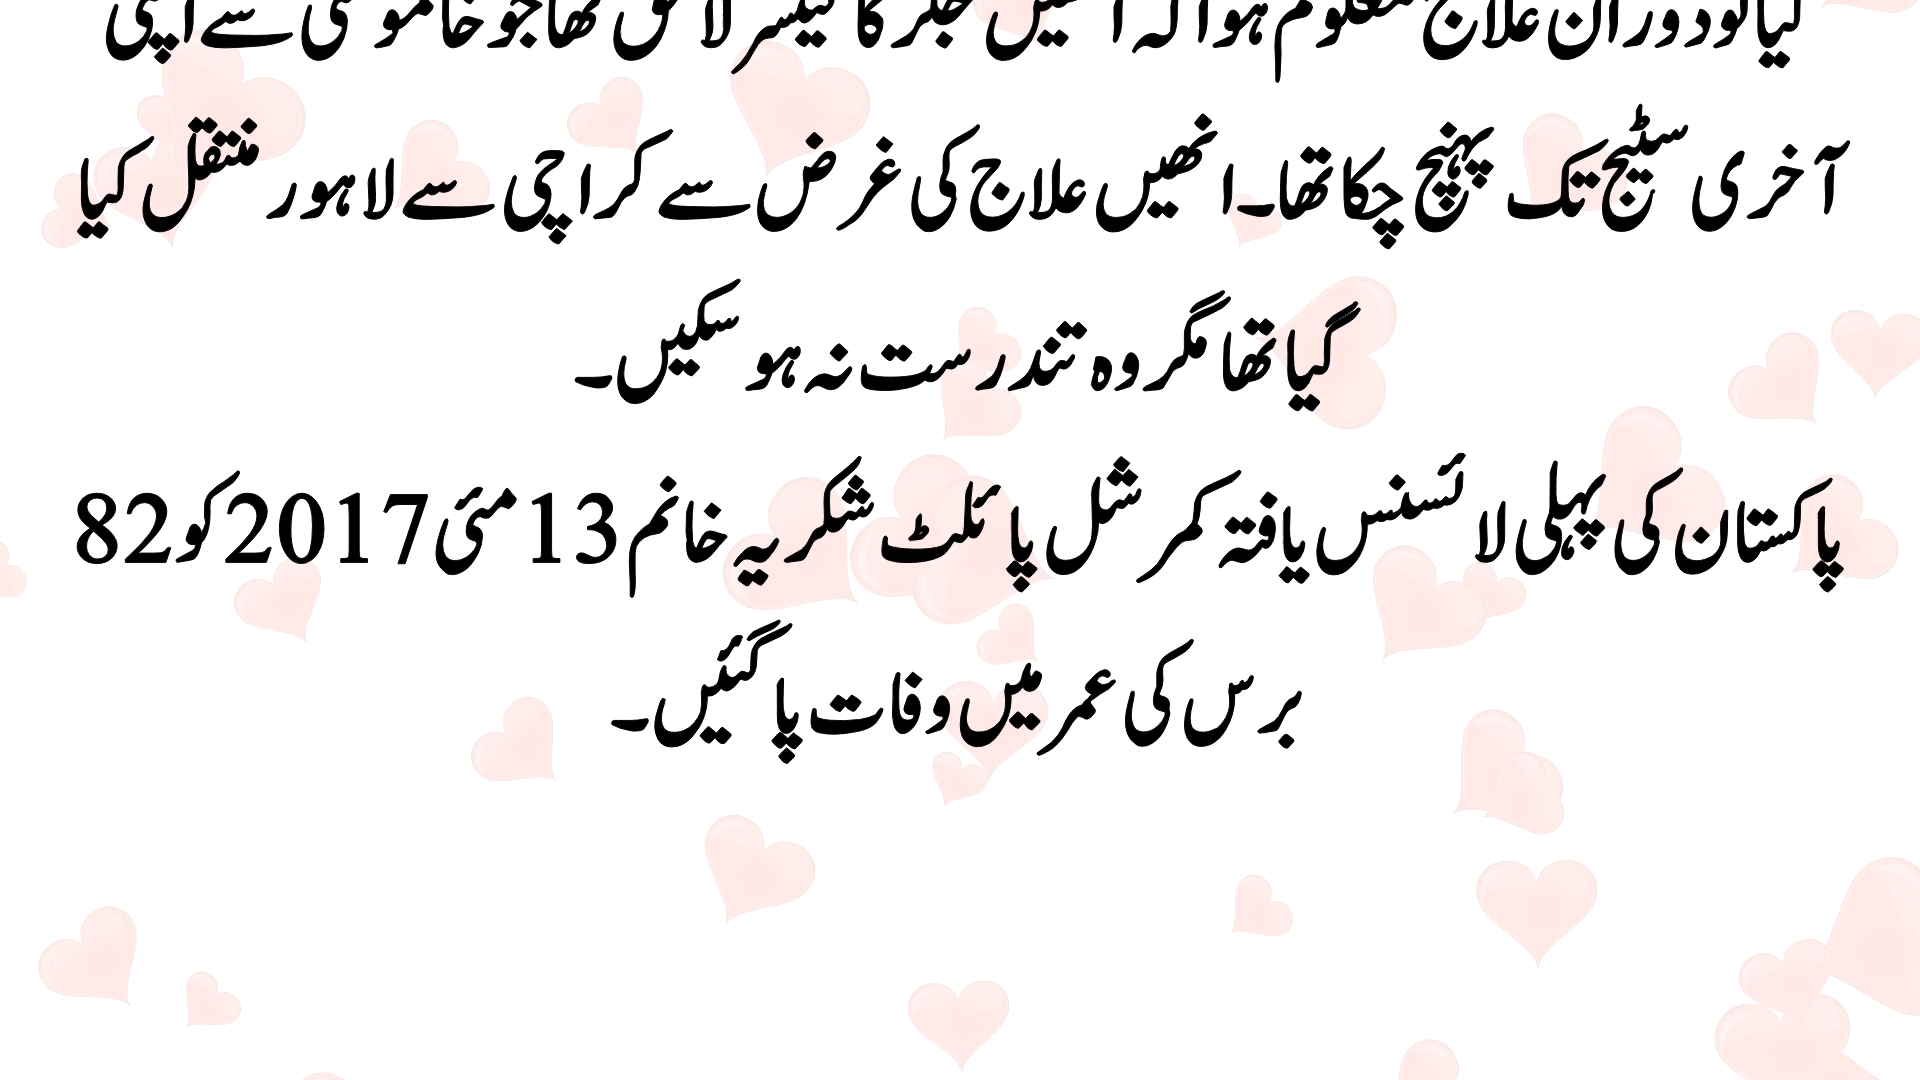 گیا تو دوران علاج معلوم ہوا کہ انھیں جگر کا کینسر لاحق تھا جو خاموشی سے اپنی
آخری سٹیج تک پہنچ چکا تھا۔ انھیں علاج کی غرض سے کراچی سے لاہور منتقل کیا
گیا تھا مگر وہ تندرست نہ ہو سکیں۔
پاکستان کی پہلی لائسنس یافتہ کمرشل پائلٹ شکریہ خانم 13 مئی 2017 کو 82
برس کی عمر میں وفات پا گئیں۔